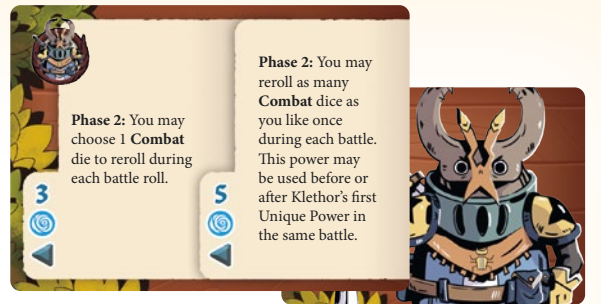 Phase 2: You may
choose 1 Combat
die to reroll during
each battle roll.
3
Phase 2: You may
reroll as many
Combat dice as
you like once
during each battle.
This power may
be used before or
after Klethor's first
Unique Power in
the same battle.
5